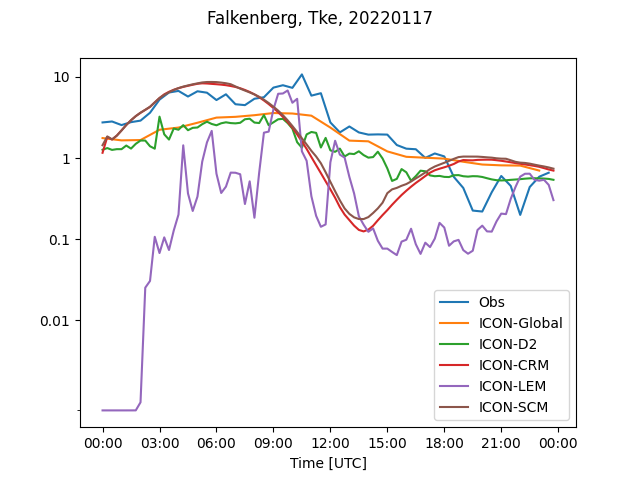 Falkenberg, Tke, 20220117
10
1
0.1
0.01
Obs
ICON-Global
ICON-D2
ICON-CRM
ICON-LEM
ICON-SCM
00:00 03:00 06:00 09:00 12:00 15:00 18:00 21:00 00:00
Time [UTC]